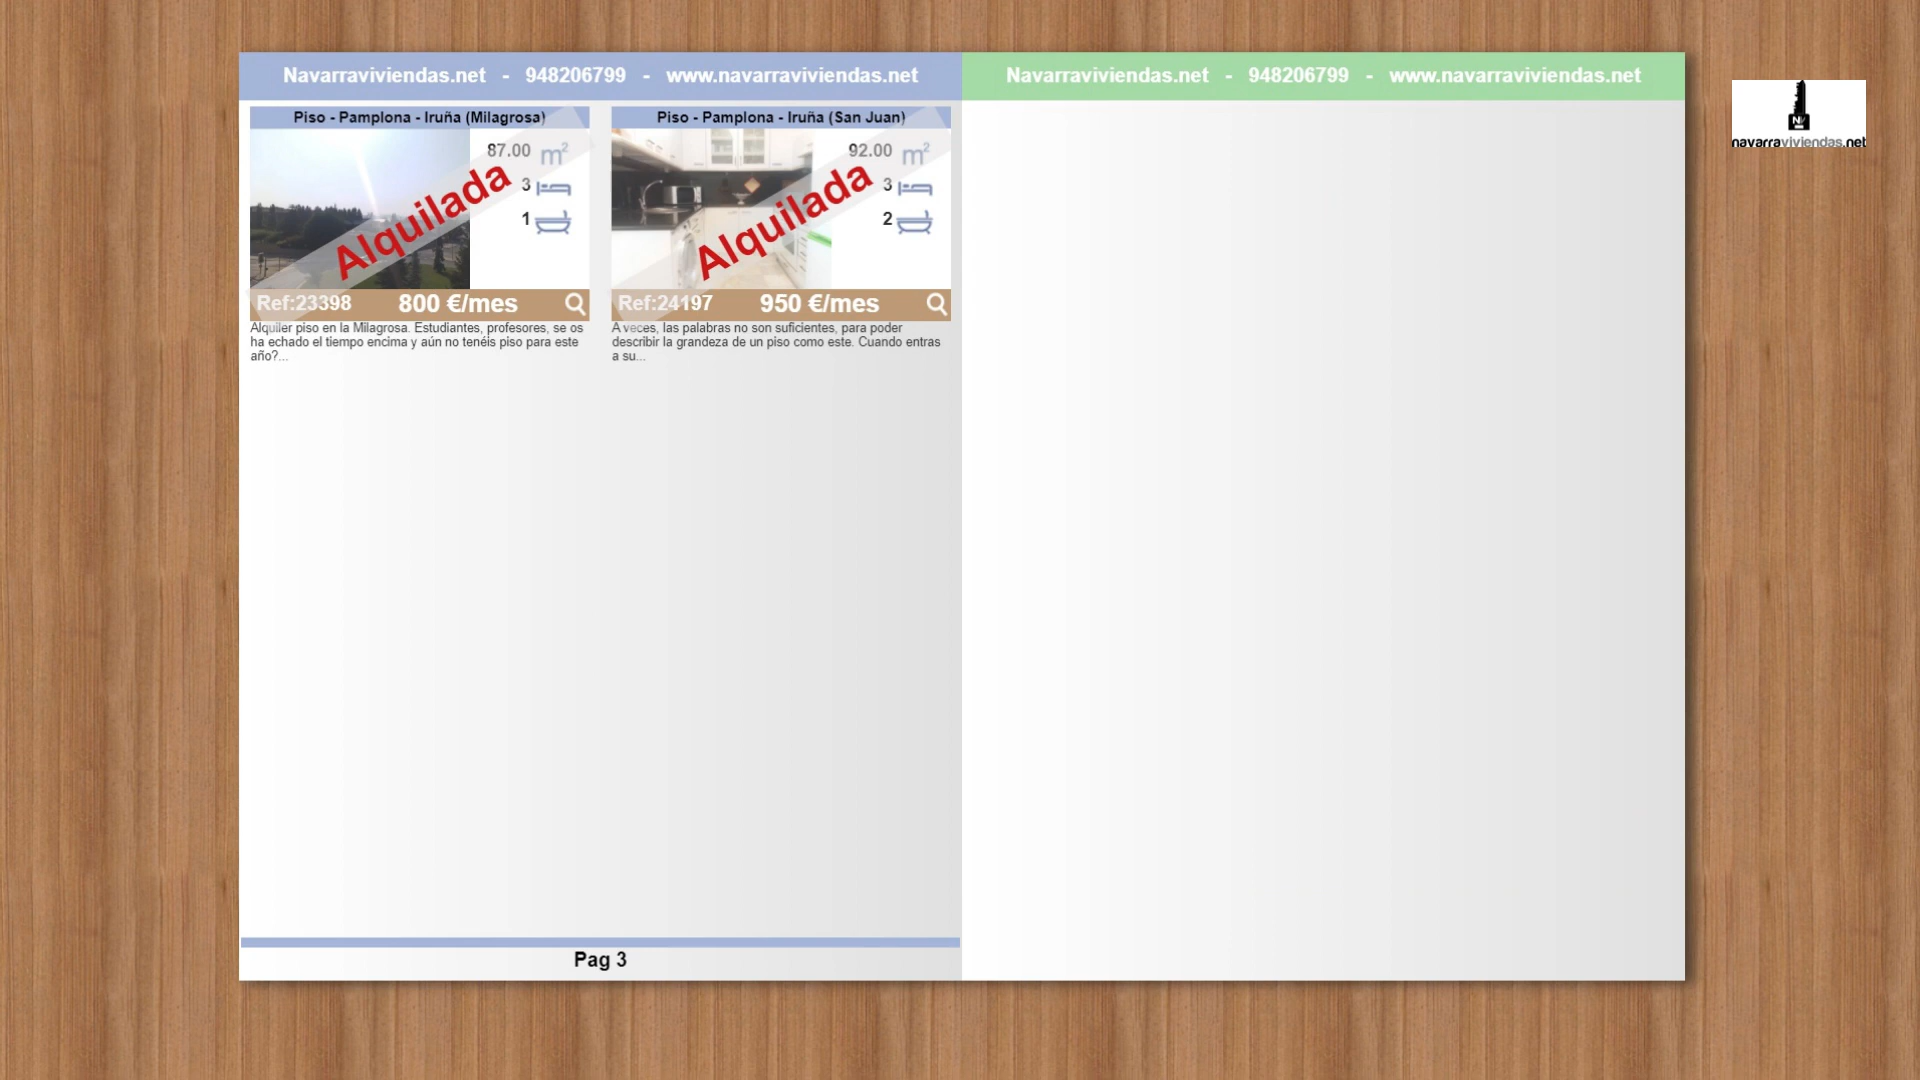 Navarraviviendas.net - 948206799 - www.navarraviviendas.net
Piso - Pamplona - Iruña (Milagrosa)
87.00 m²
3
1
Alquilada
Ref:23398 800 €/mes
Alquiler piso en la Milagrosa. Estudiantes, profesores, se os
ha echado el tiempo encima y aún no tenéis piso para este
año?...
Piso - Pamplona - Iruña (San Juan)
92.00 m²
3
2
Alquilada
Ref:24197 950 €/mes
A veces, las palabras no son suficientes, para poder
describir la grandeza de un piso como este. Cuando entras
a su...
Pag 3
Navarraviviendas.net - 948206799 - www.navarraviviendas.net
NV
navarraviviendas.net